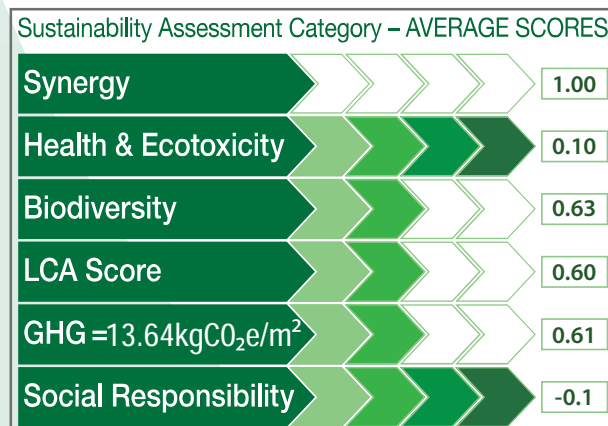 Sustainability Assessment Category – AVERAGE SCORES
Synergy 1.00
Health & Ecotoxicity 0.10
Biodiversity 0.63
LCA Score 0.60
GHG =13.64kgCO₂e/m² 0.61
Social Responsibility -0.1